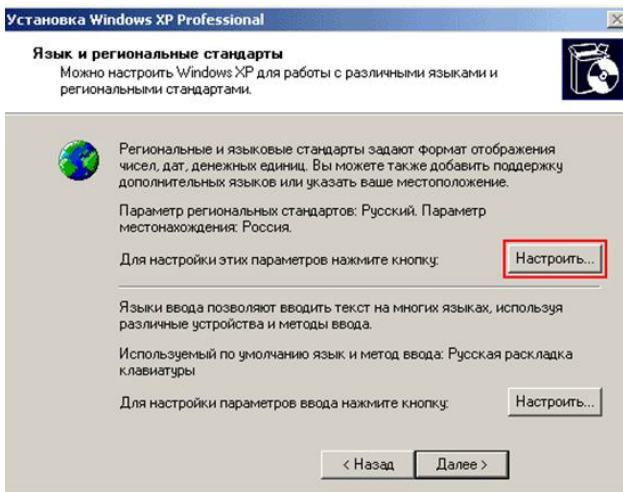 Установка Windows XP Professional
Язык и региональные стандарты
Можно настроить Windows XP для работы с различными языками и
региональными стандартами.
Региональные и языковые стандарты задают формат отображения
чисел, дат, денежных единиц. Вы можете также добавить поддержку
дополнительных языков или указать ваше местоположение.
Параметр региональных стандартов: Русский. Параметр
местонахождения: Россия.
Для настройки этих параметров нажмите кнопку:
Настроить...
Языки ввода позволяют вводить текст на многих языках, используя
различные устройства и методы ввода.
Используемый по умолчанию язык и метод ввода: Русская раскладка
клавиатуры
Для настройки параметров ввода нажмите кнопку:
Настроить...
< Назад
Далее >